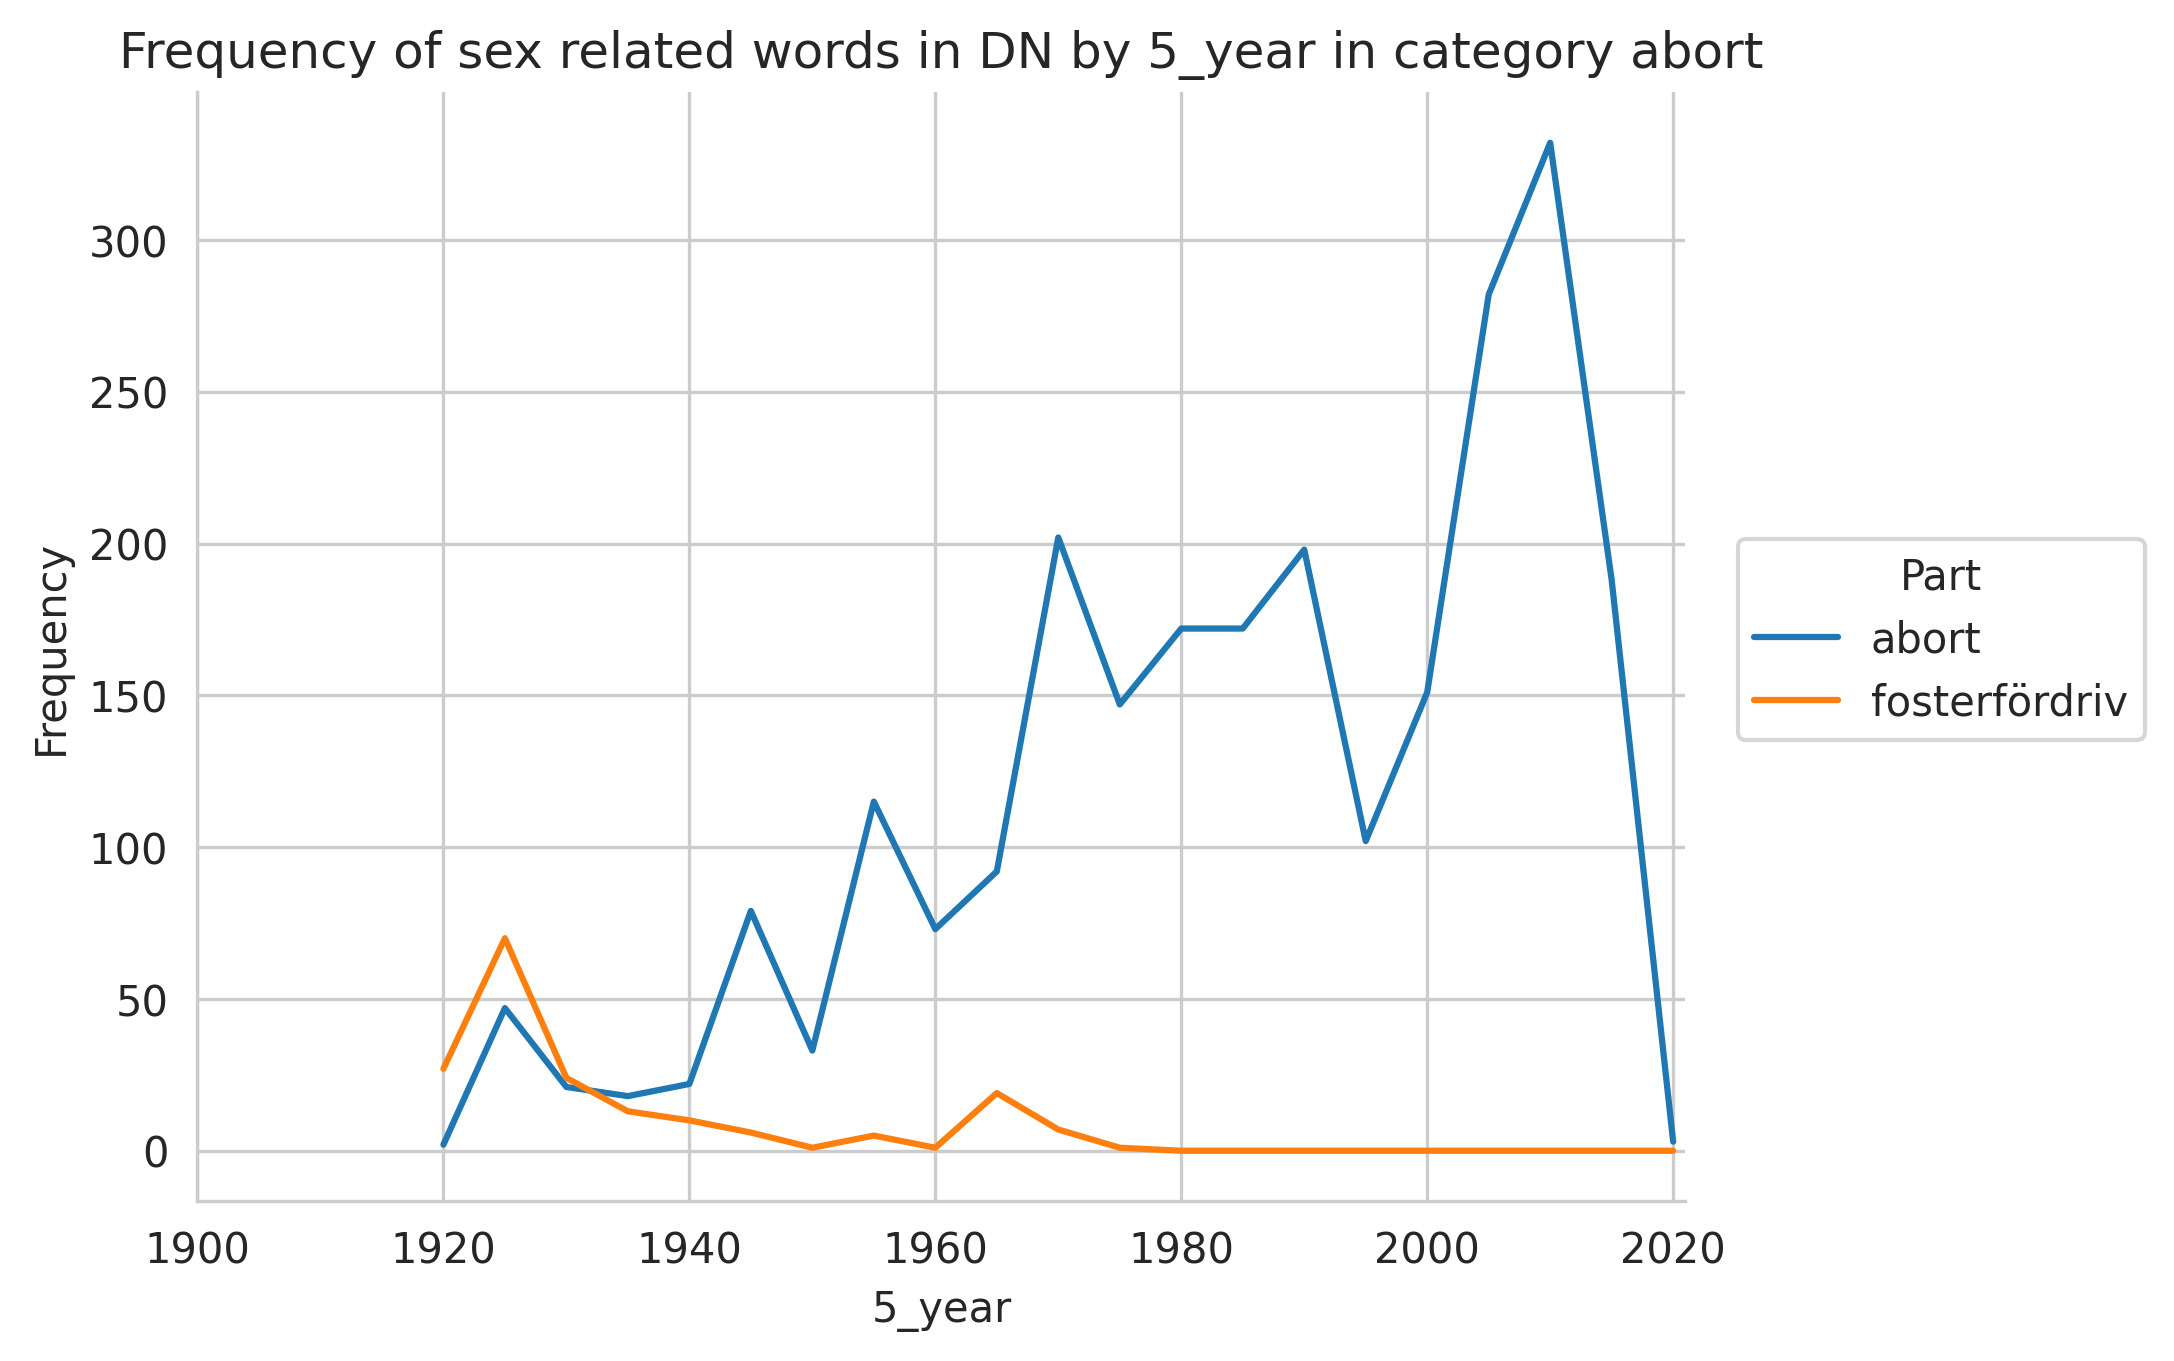 Frequency of sex related words in DN by 5_year in category abort
Frequency
300
250
200
150
100
50
0
1900 1920 1940 1960 1980 2000 2020
5_year
Part
abort
fosterfördriv